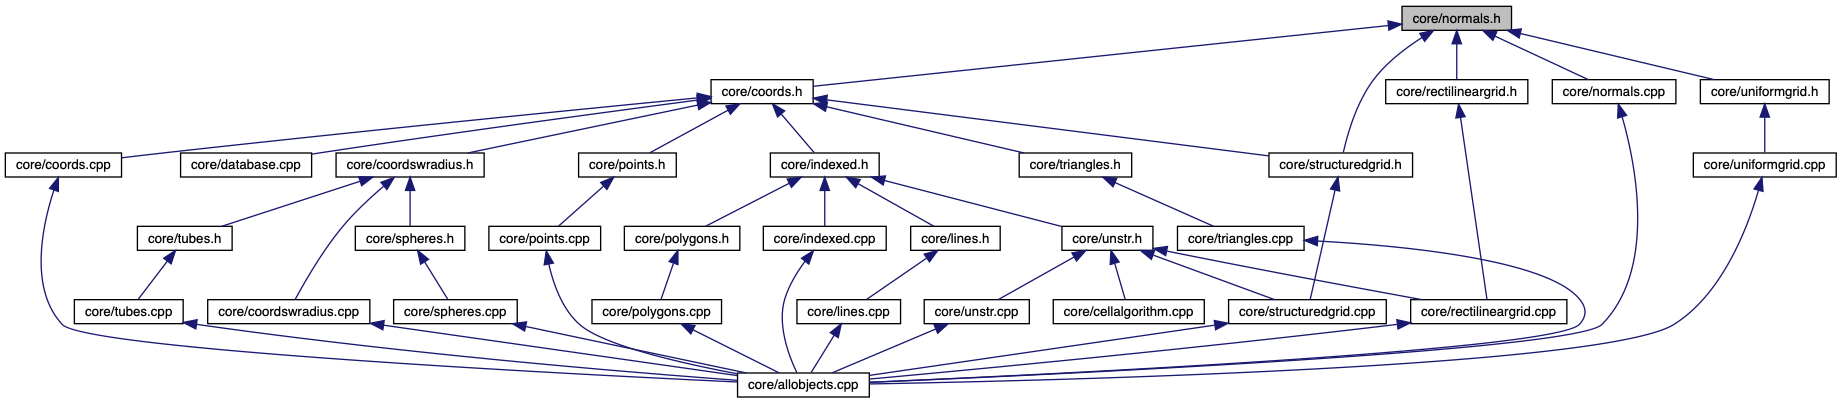 core/normals.h
core/coords.h
core/rectilineargrid.h
core/normals.cpp
core/uniformgrid.h
core/coords.cpp
core/database.cpp
core/coordswradius.h
core/points.h
core/indexed.h
core/triangles.h
core/structuredgrid.h
core/uniformgrid.cpp
core/tubes.h
core/spheres.h
core/points.cpp
core/polygons.h
core/indexed.cpp
core/lines.h
core/unstr.h
core/triangles.cpp
core/tubes.cpp
core/coordswradius.cpp
core/spheres.cpp
core/polygons.cpp
core/lines.cpp
core/unstr.cpp
core/cellalgorithm.cpp
core/structuredgrid.cpp
core/rectilineargrid.cpp
core/allobjects.cpp